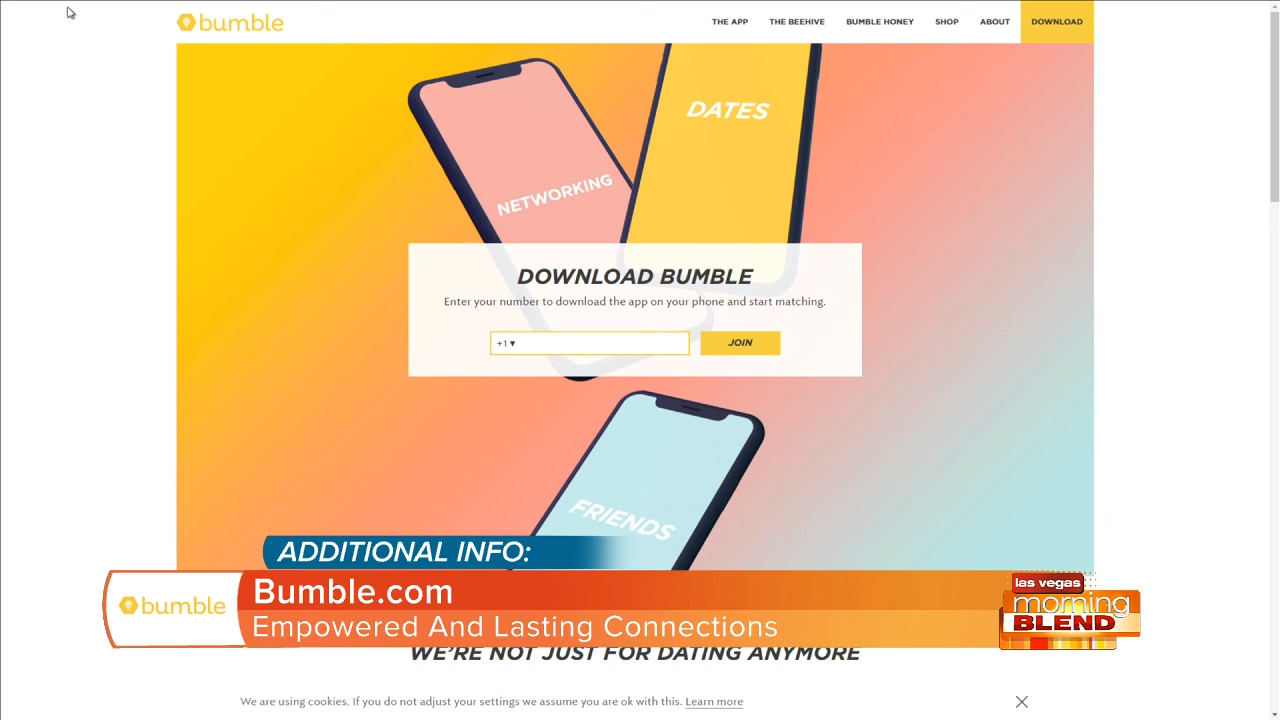 bumble
THE APP THE BEEHIVE BUMBLE HONEY SHOP ABOUT DOWNLOAD
DATES
NETWORKING
DOWNLOAD BUMBLE
Enter your number to download the app on your phone and start matching.
+1 ▾ JOIN
FRIENDS
ADDITIONAL INFO:
bumble
Bumble.com
Empowered And Lasting Connections
las vegas
morning
BLEND
WE'RE NOT JUST FOR DATING ANYMORE
We are using cookies. If you do not adjust your settings we assume you are ok with this. Learn more